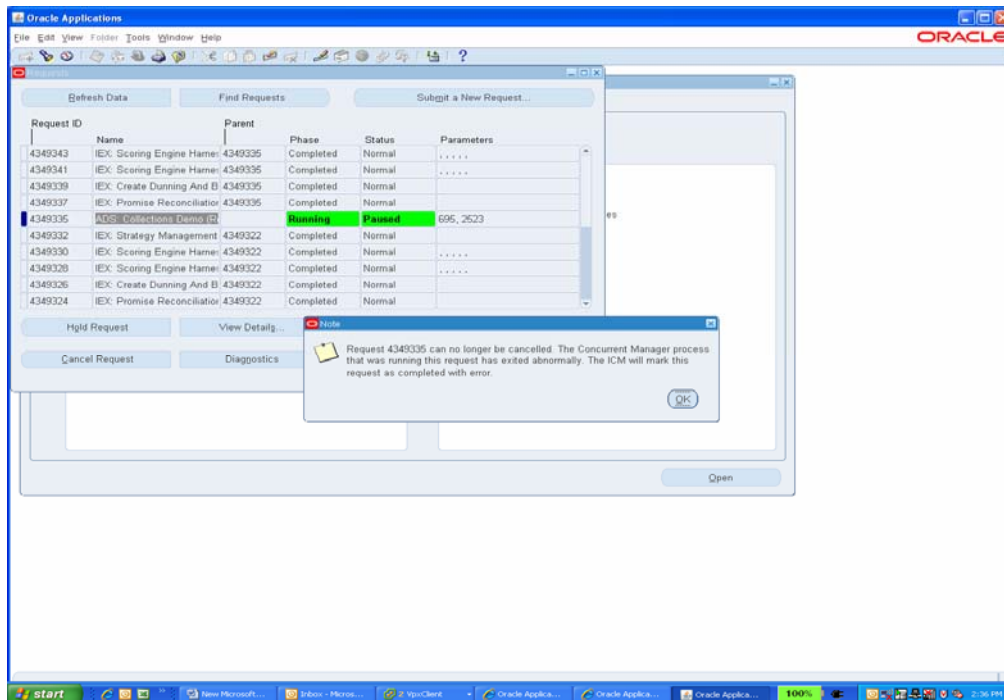 Oracle Applications
File Edit View Folder Tools Window Help
ORACLE
Requests
Refresh Data Find Requests Submit a New Request...
Request ID Parent
Name Phase Status Parameters
4349343 IEX: Scoring Engine Harne: 4349335 Completed Normal , , , , ,
4349341 IEX: Scoring Engine Harne: 4349335 Completed Normal , , , , ,
4349339 IEX: Create Dunning And B 4349335 Completed Normal
4349337 IEX: Promise Reconciliation 4349335 Completed Normal
4349335 ADS: Collections Demo (R Running Paused 695, 2523
4349332 IEX: Strategy Management 4349322 Completed Normal
4349330 IEX: Scoring Engine Harne: 4349322 Completed Normal , , , , ,
4349328 IEX: Scoring Engine Harne: 4349322 Completed Normal , , , , ,
4349326 IEX: Create Dunning And B 4349322 Completed Normal
4349324 IEX: Promise Reconciliation 4349322 Completed Normal
Hold Request View Details...
Cancel Request Diagnostics
Note
Request 4349335 can no longer be cancelled. The Concurrent Manager process
that was running this request has exited abnormally. The ICM will mark this
request as completed with error.
OK
Open
start New Microsoft... Inbox - Micros... 2 VpxClient Oracle Applica... Oracle Applica... Oracle Applica... 100% 2:36 PM